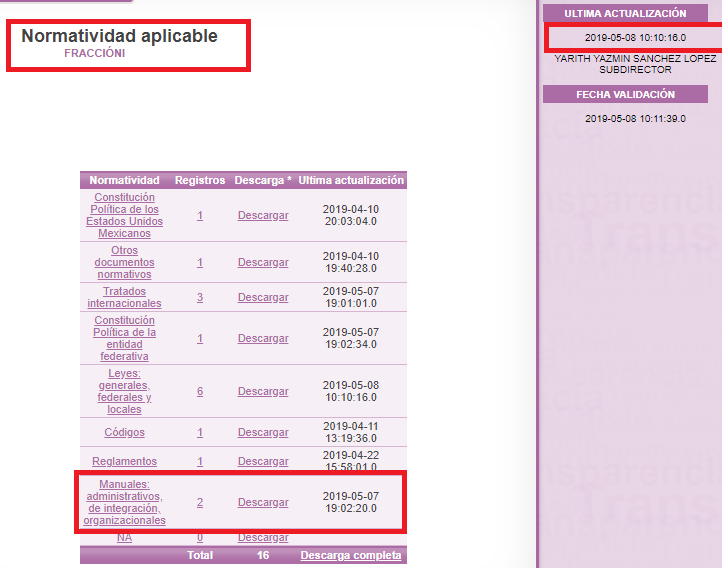 Normatividad aplicable
FRACCIÓNI
ULTIMA ACTUALIZACIÓN
2019-05-08 10:10:16.0
YARITH YAZMIN SANCHEZ LOPEZ
SUBDIRECTOR
FECHA VALIDACIÓN
2019-05-08 10:11:39.0
Normatividad Registros Descarga * Ultima actualización
Constitución
Política de los
Estados Unidos
Mexicanos
1 Descargar
2019-04-10
20:03:04.0
Otros
documentos
normativos
1 Descargar
2019-04-10
19:40:28.0
Tratados
internacionales
3 Descargar
2019-05-07
19:01:01.0
Constitución
Política de la
entidad
federativa
1 Descargar
2019-05-07
19:02:34.0
Leyes:
generales,
federales y
locales
6 Descargar
2019-05-08
10:10:16.0
Códigos
1 Descargar
2019-04-11
13:19:36.0
Reglamentos
1 Descargar
2019-04-22
15:58:01.0
Manuales:
administrativos,
de integración,
organizacionales
2 Descargar
2019-05-07
19:02:20.0
NA 0 Descargar
Total 16 Descarga completa